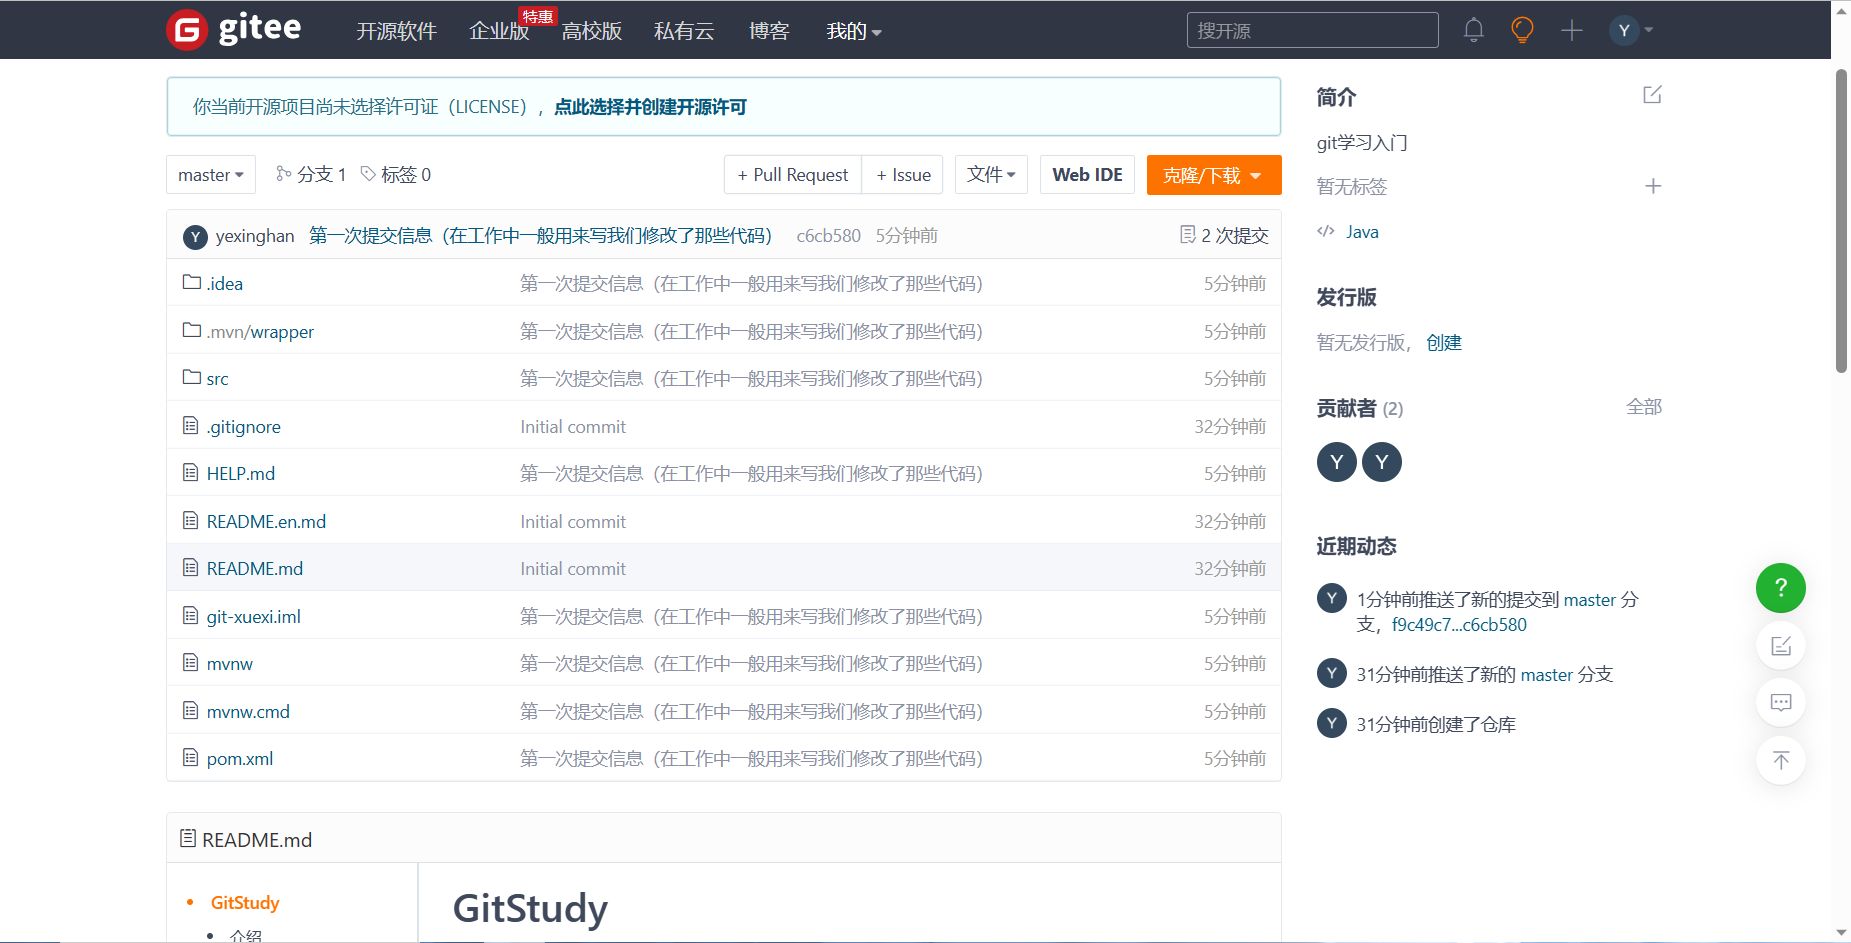 gitee 开源软件 企业版 特惠 高校版 私有云 博客 我的 搜开源 Y
你当前开源项目尚未选择许可证（LICENSE），点此选择并创建开源许可
master 分支 1 标签 0 + Pull Request + Issue 文件 Web IDE 克隆/下载
Y yexinghan 第一次提交信息（在工作中一般用来写我们修改了那些代码） c6cb580 5分钟前 2 次提交
.idea 第一次提交信息（在工作中一般用来写我们修改了那些代码） 5分钟前
.mvn/wrapper 第一次提交信息（在工作中一般用来写我们修改了那些代码） 5分钟前
src 第一次提交信息（在工作中一般用来写我们修改了那些代码） 5分钟前
.gitignore Initial commit 32分钟前
HELP.md 第一次提交信息（在工作中一般用来写我们修改了那些代码） 5分钟前
README.en.md Initial commit 32分钟前
README.md Initial commit 32分钟前
git-xuexi.iml 第一次提交信息（在工作中一般用来写我们修改了那些代码） 5分钟前
mvnw 第一次提交信息（在工作中一般用来写我们修改了那些代码） 5分钟前
mvnw.cmd 第一次提交信息（在工作中一般用来写我们修改了那些代码） 5分钟前
pom.xml 第一次提交信息（在工作中一般用来写我们修改了那些代码） 5分钟前
README.md
GitStudy
介绍
GitStudy
简介
git学习入门
暂无标签
Java
发行版
暂无发行版， 创建
贡献者 (2) 全部
Y Y
近期动态
Y 1分钟前推送了新的提交到 master 分
支，f9c49c7...c6cb580
Y 31分钟前推送了新的 master 分支
Y 31分钟前创建了仓库
?